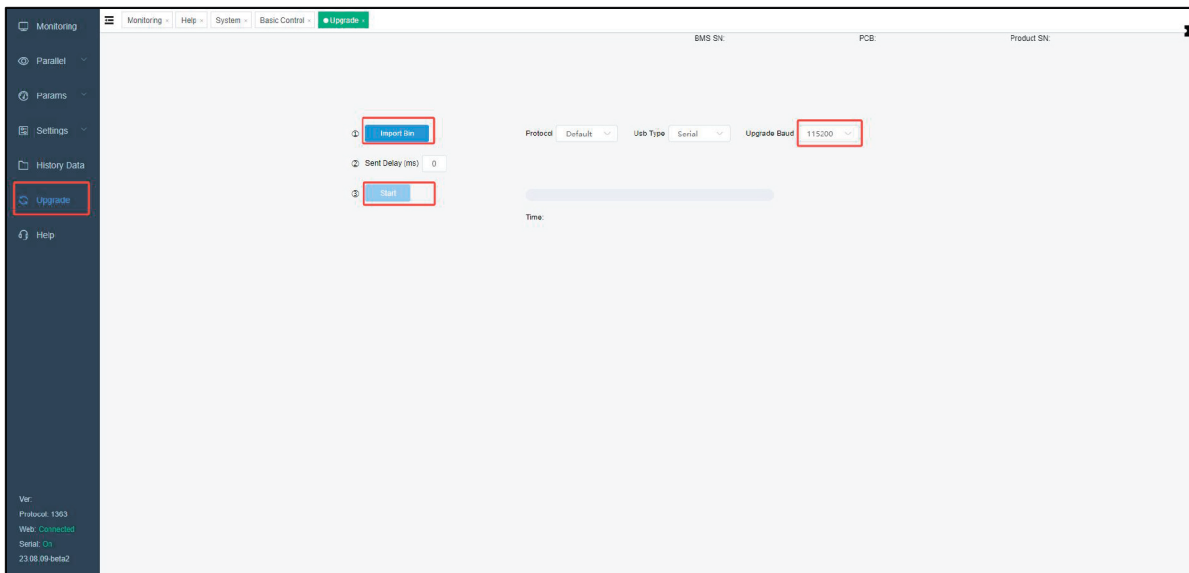 Monitoring
Parallel
Params
Settings
History Data
Upgrade
Help
Ver:
Protocol: 1363
Web: Connected
Serial: On
23.08.09-beta2
Monitoring × Help × System × Basic Control × Upgrade ×
BMS SN: PCB: Product SN:
① Import Bin Protocol Default Usb Type Serial Upgrade Baud 115200
② Sent Delay (ms) 0
③ Start
Time: